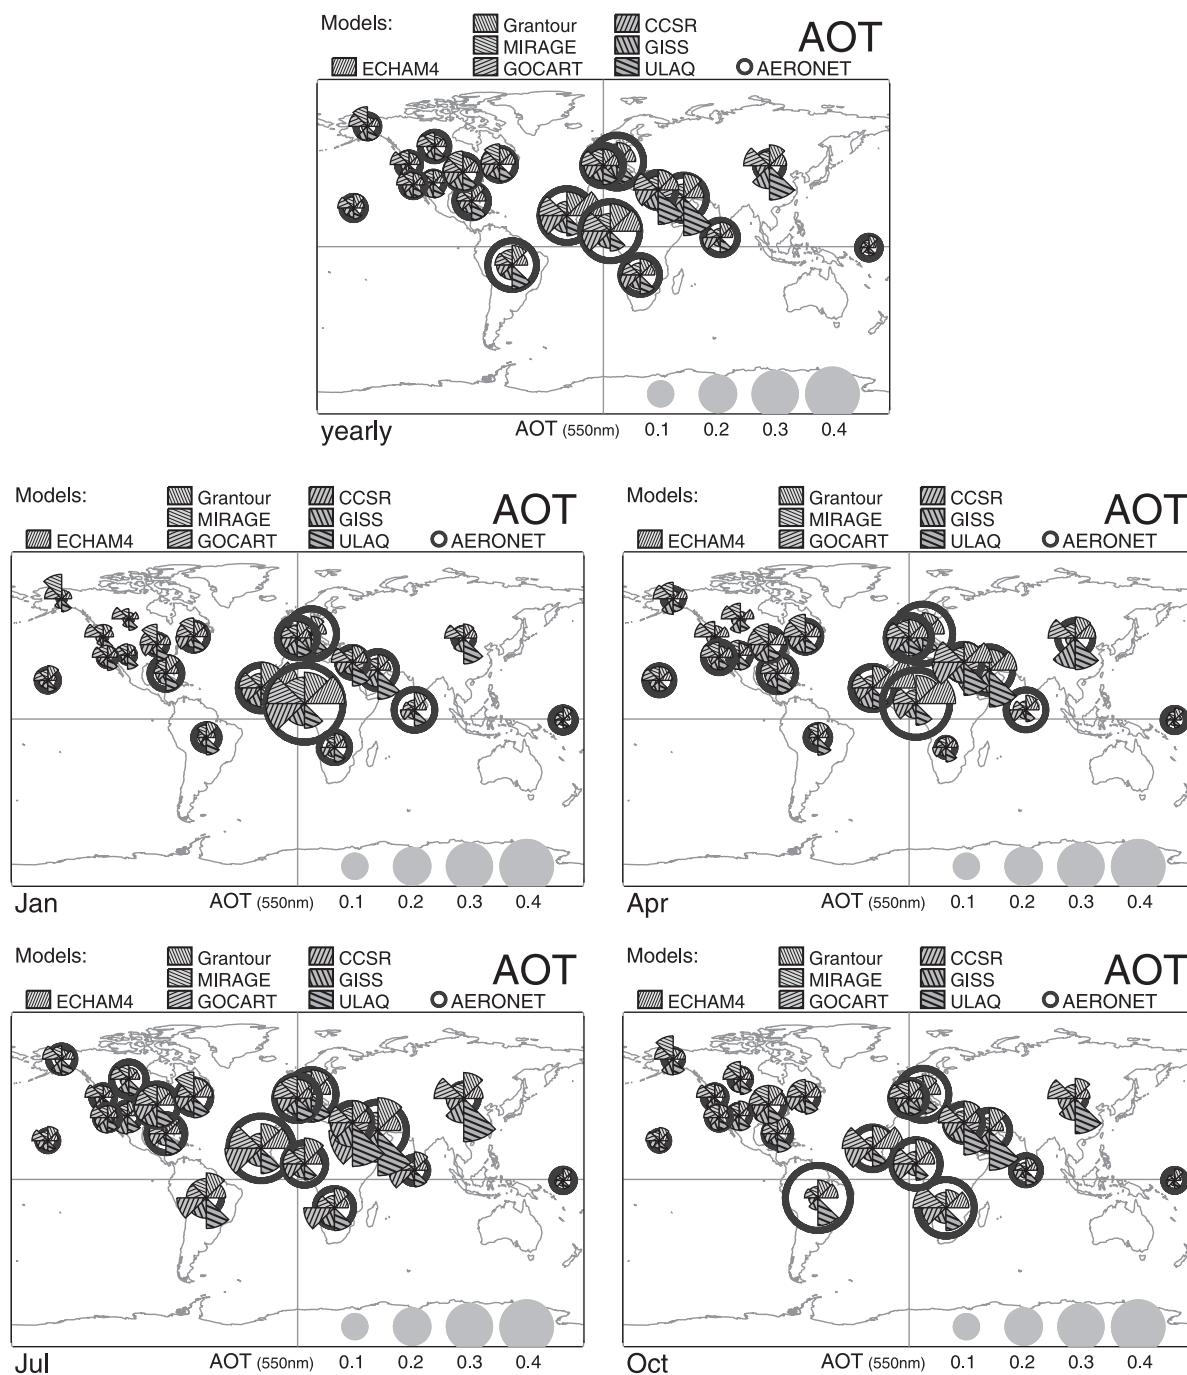 Models: Grantour CCSR AOT
MIRAGE GISS
ECHAM4 GOCART ULAQ AERONET
yearly AOT (550nm) 0.1 0.2 0.3 0.4
Models: Grantour CCSR AOT
MIRAGE GISS
ECHAM4 GOCART ULAQ AERONET
Jan AOT (550nm) 0.1 0.2 0.3 0.4
Models: Grantour CCSR AOT
MIRAGE GISS
ECHAM4 GOCART ULAQ AERONET
Apr AOT (550nm) 0.1 0.2 0.3 0.4
Models: Grantour CCSR AOT
MIRAGE GISS
ECHAM4 GOCART ULAQ AERONET
Jul AOT (550nm) 0.1 0.2 0.3 0.4
Models: Grantour CCSR AOT
MIRAGE GISS
ECHAM4 GOCART ULAQ AERONET
Oct AOT (550nm) 0.1 0.2 0.3 0.4